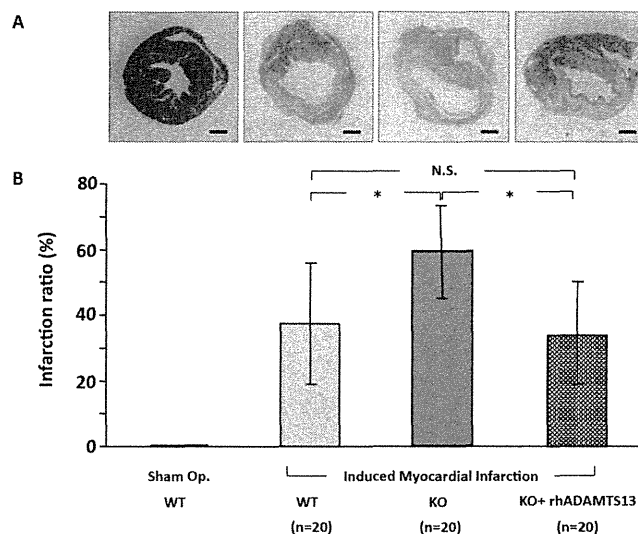 A
B
N.S.
* *
Infarction ratio (%)
80
60
40
20
0
Sham Op.
WT
Induced Myocardial Infarction
WT KO KO+ rhADAMTS13
(n=20) (n=20) (n=20)